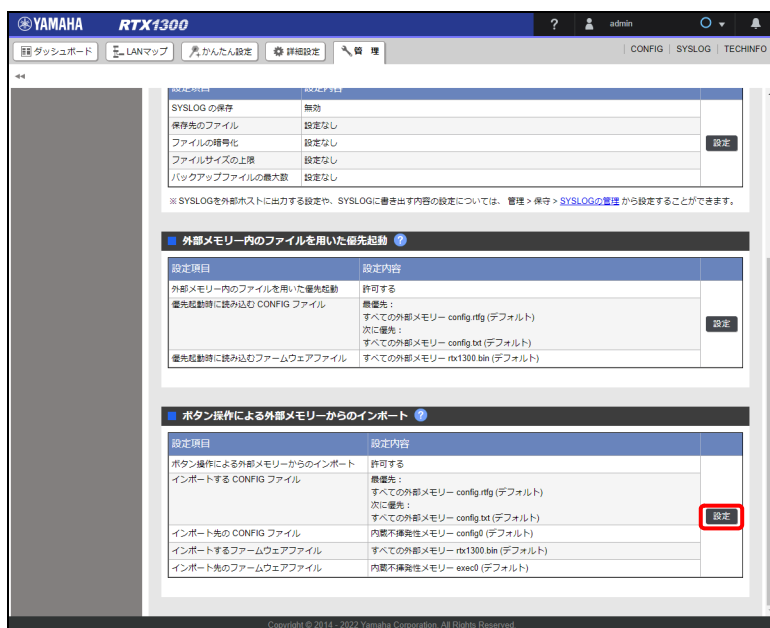 YAMAHA RTX1300 ? admin
ダッシュボード LANマップ かんたん設定 詳細設定 管 理 CONFIG SYSLOG TECHINFO
設定項目 設定内容
SYSLOG の保存 無効
保存先のファイル 設定なし
ファイルの暗号化 設定なし 設定
ファイルサイズの上限 設定なし
バックアップファイルの最大数 設定なし
※ SYSLOGを外部ホストに出力する設定や、SYSLOGに書き出す内容の設定については、 管理 > 保守 > SYSLOGの管理 から設定することができます。
外部メモリー内のファイルを用いた優先起動 ?
設定項目 設定内容
外部メモリー内のファイルを用いた優先起動 許可する
優先起動時に読み込む CONFIG ファイル 最優先：
すべての外部メモリー config.rtfg (デフォルト)
次に優先： 設定
すべての外部メモリー config.txt (デフォルト)
優先起動時に読み込むファームウェアファイル すべての外部メモリー rtx1300.bin (デフォルト)
ボタン操作による外部メモリーからのインポート ?
設定項目 設定内容
ボタン操作による外部メモリーからのインポート 許可する
インポートする CONFIG ファイル 最優先：
すべての外部メモリー config.rtfg (デフォルト)
次に優先：
すべての外部メモリー config.txt (デフォルト) 設定
インポート先の CONFIG ファイル 内蔵不揮発性メモリー config0 (デフォルト)
インポートするファームウェアファイル すべての外部メモリー rtx1300.bin (デフォルト)
インポート先のファームウェアファイル 内蔵不揮発性メモリー exec0 (デフォルト)
Copyright © 2014 - 2022 Yamaha Corporation. All Rights Reserved.